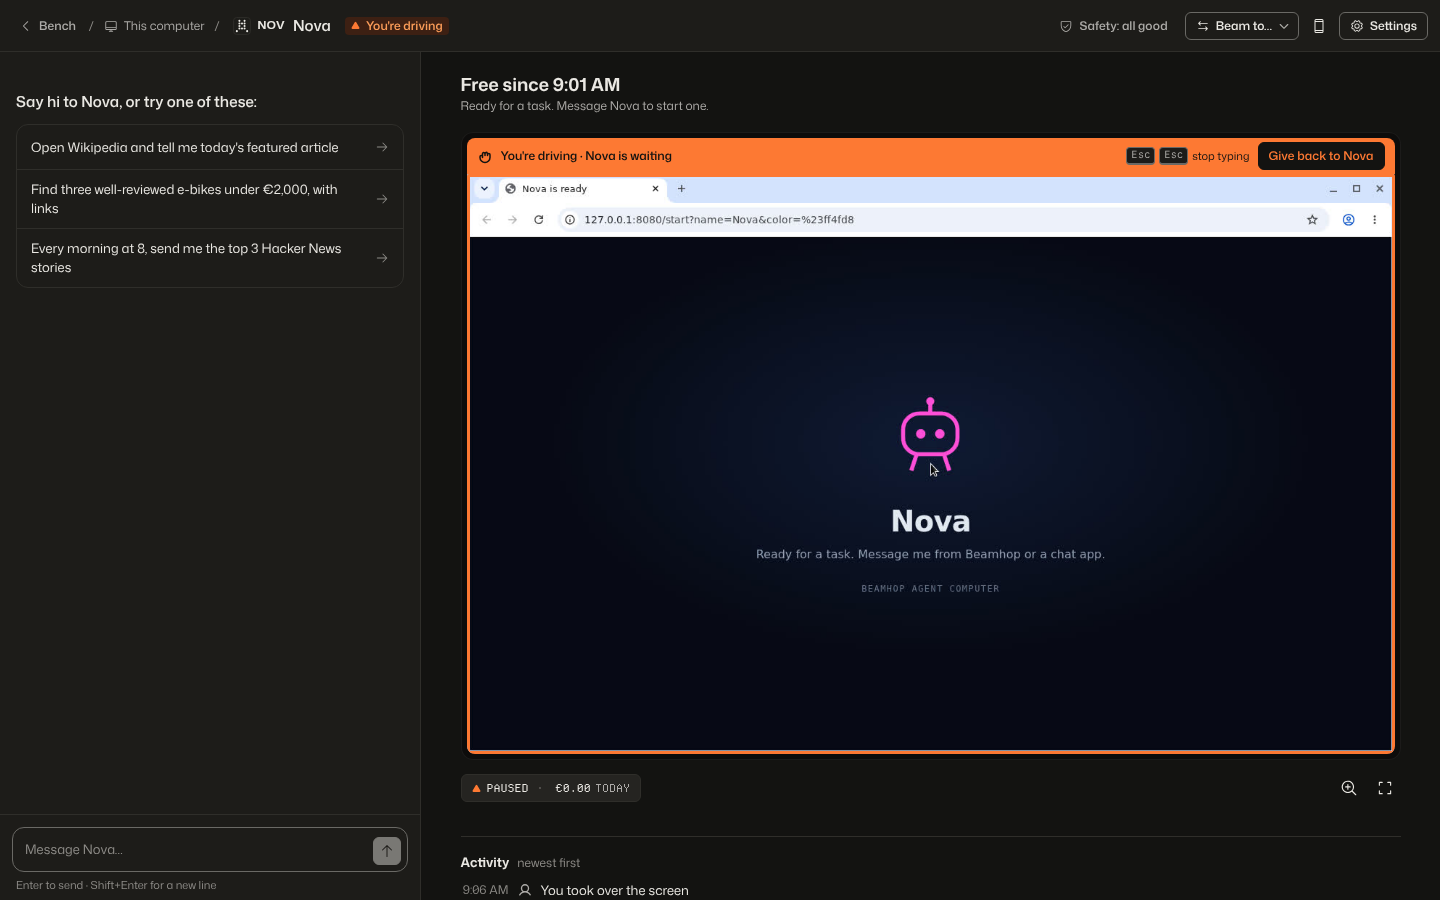 Bench / This computer / NOV Nova You're driving
Safety: all good Beam to... Settings
Say hi to Nova, or try one of these:
Open Wikipedia and tell me today's featured article
Find three well-reviewed e-bikes under €2,000, with
links
Every morning at 8, send me the top 3 Hacker News
stories
Message Nova...
Enter to send · Shift+Enter for a new line
Free since 9:01 AM
Ready for a task. Message Nova to start one.
You're driving · Nova is waiting
Esc Esc stop typing Give back to Nova
Nova is ready
127.0.0.1:8080/start?name=Nova&color=%23ff4fd8
Nova
Ready for a task. Message me from Beamhop or a chat app.
BEAMHOP AGENT COMPUTER
PAUSED · €0.00 TODAY
Activity newest first
9:06 AM You took over the screen